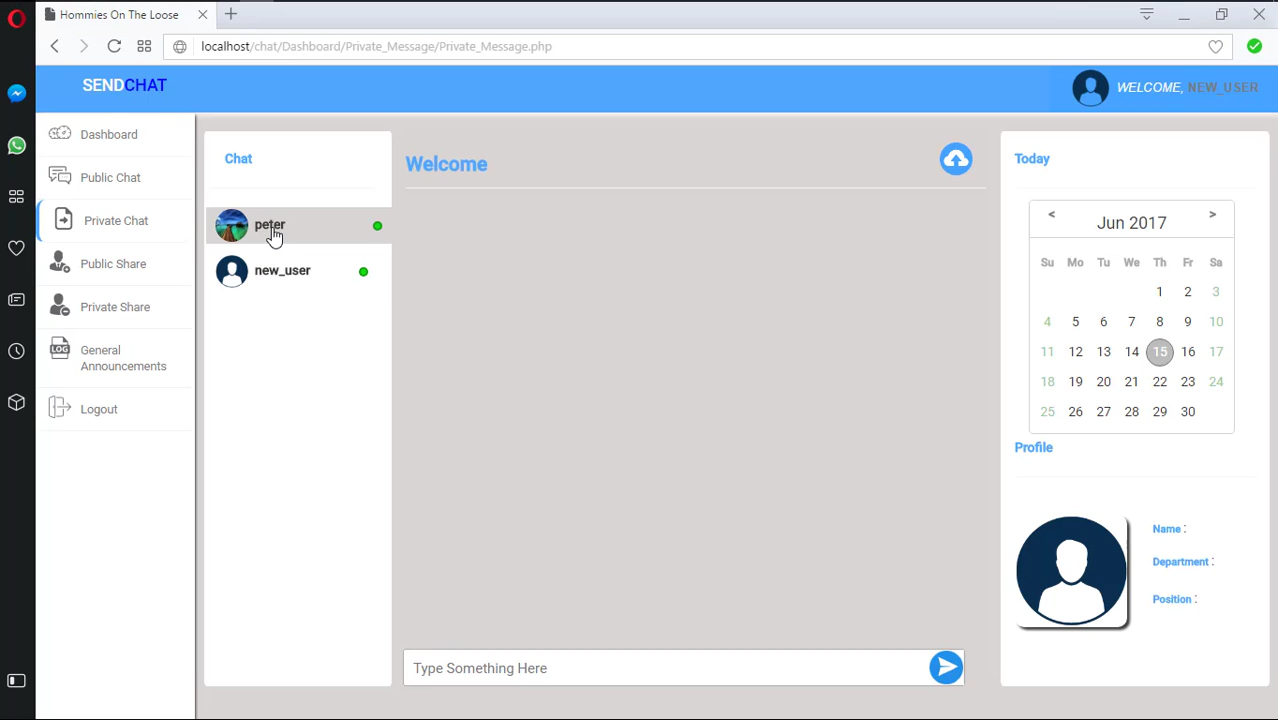 Hommies On The Loose
localhost/chat/Dashboard/Private_Message/Private_Message.php
SENDCHAT
WELCOME, NEW_USER
Dashboard
Public Chat
Private Chat
Public Share
Private Share
LOG
General
Announcements
Logout
Chat
peter
new_user
Welcome
Type Something Here
Today
< Jun 2017 >
Su Mo Tu We Th Fr Sa
1 2 3
4 5 6 7 8 9 10
11 12 13 14 15 16 17
18 19 20 21 22 23 24
25 26 27 28 29 30
Profile
Name :
Department :
Position :